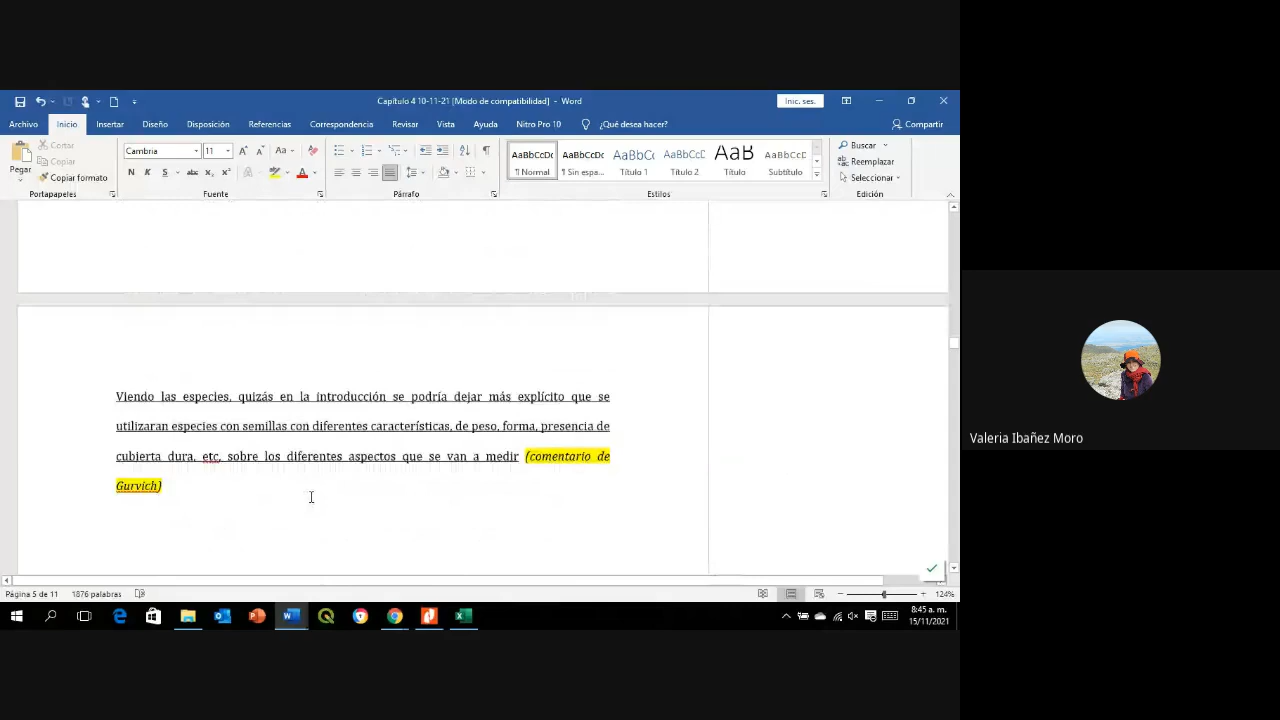 Capítulo 4 10-11-21 [Modo de compatibilidad] - Word
Inic. ses.
Archivo Inicio Insertar Diseño Disposición Referencias Correspondencia Revisar Vista Ayuda Nitro Pro 10 ¿Qué desea hacer? Compartir
Pegar
Cortar
Copiar
Copiar formato
Portapapeles
Cambria 11
N K S abc x₂ x²
Fuente
Párrafo
AaBbCcDc AaBbCcDc AaBbCc AaBbCcD AaB AaBbCcD
¶ Normal ¶ Sin espa... Título 1 Título 2 Título Subtítulo
Estilos
Buscar
Reemplazar
Seleccionar
Edición
Viendo las especies, quizás en la introducción se podría dejar más explícito que se
utilizaran especies con semillas con diferentes características, de peso, forma, presencia de
cubierta dura, etc, sobre los diferentes aspectos que se van a medir (comentario de
Gurvich)
Página 5 de 11 1876 palabras 124%
8:45 a. m.
15/11/2021
Valeria Ibañez Moro